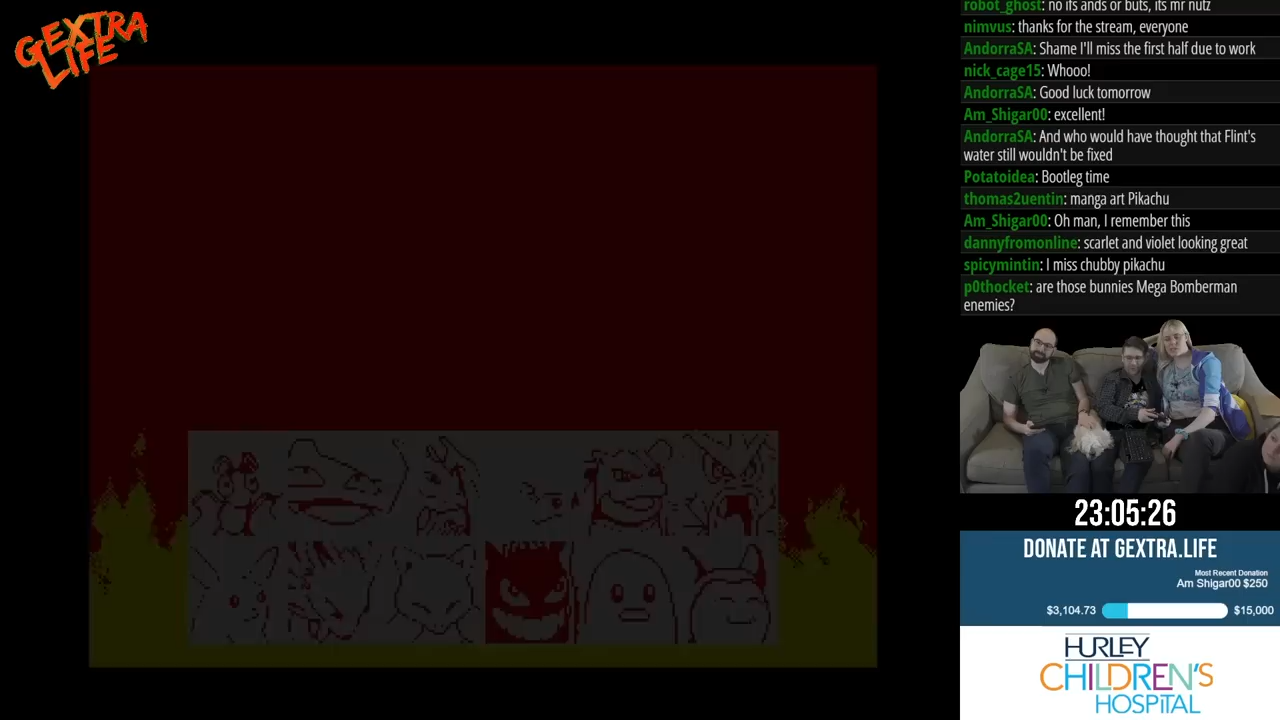 GEXTRA
LIFE
robot_ghost: no ifs ands or buts, its mr nutz
nimvus: thanks for the stream, everyone
AndorraSA: Shame I'll miss the first half due to work
nick_cage15: Whooo!
AndorraSA: Good luck tomorrow
Am_Shigar00: excellent!
AndorraSA: And who would have thought that Flint's
water still wouldn't be fixed
Potatoidea: Bootleg time
thomas2uentin: manga art Pikachu
Am_Shigar00: Oh man, I remember this
dannyfromonline: scarlet and violet looking great
spicymintin: I miss chubby pikachu
p0thocket: are those bunnies Mega Bomberman
enemies?
23:05:26
DONATE AT GEXTRA.LIFE
Most Recent Donation
Am Shigar00 $250
$3,104.73 $15,000
HURLEY
CHILDREN'S
HOSPITAL